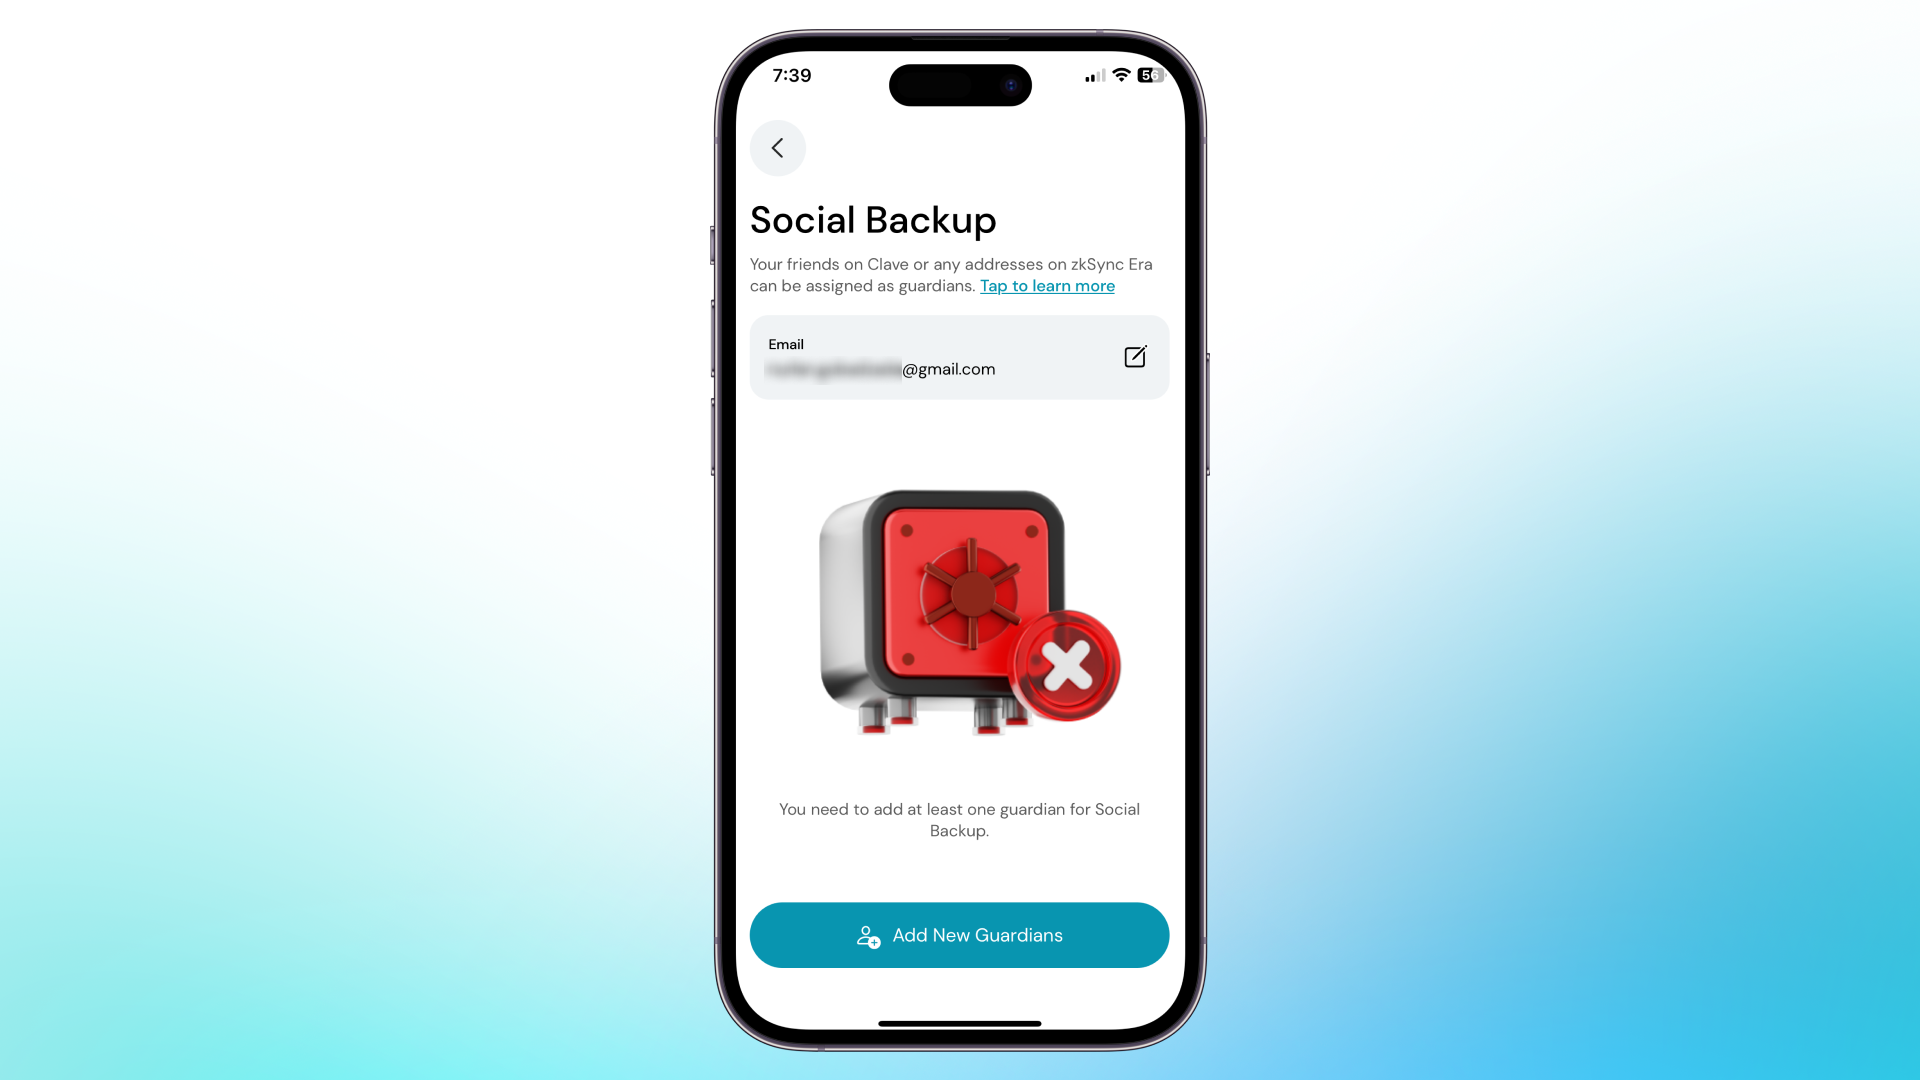 7:39
56
Social Backup
Your friends on Clave or any addresses on zkSync Era
can be assigned as guardians. Tap to learn more
Email
@gmail.com
You need to add at least one guardian for Social
Backup.
Add New Guardians